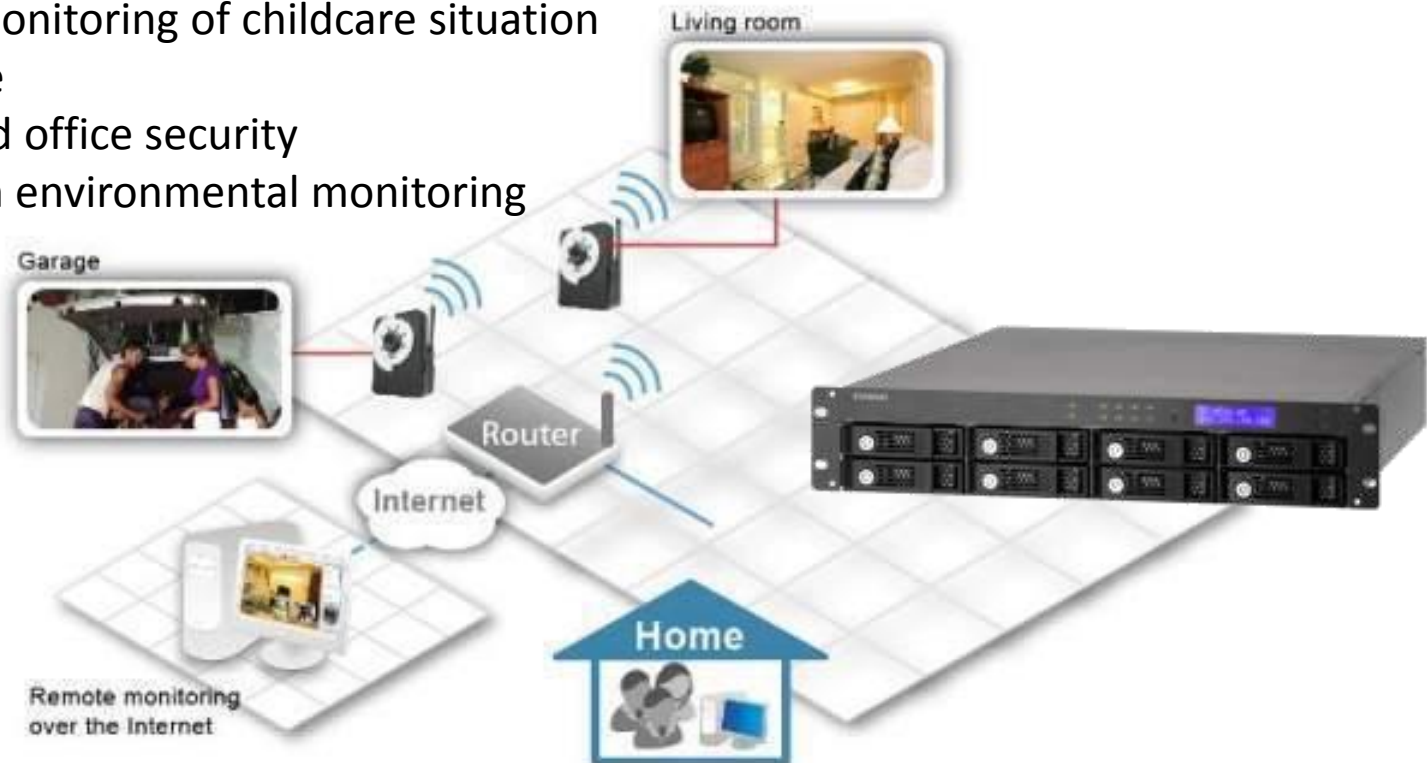 onitoring of childcare situation
e
d office security
n environmental monitoring
Living room
Garage
Router
Internet
Remote monitoring
over the Internet
Home